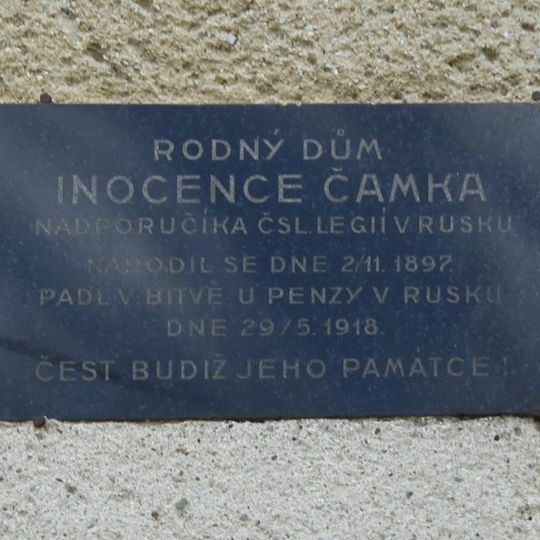 RODNÝ DŮM
INOCENCE ČAMKA
NADPORUČÍKA ČSL. LEGIÍ V RUSKU
NARODIL SE DNE 2/11. 1897.
PADL V BITVĚ U PENZY V RUSKU
DNE 29/5. 1918.
ČEST BUDIŽ JEHO PAMÁTCE!